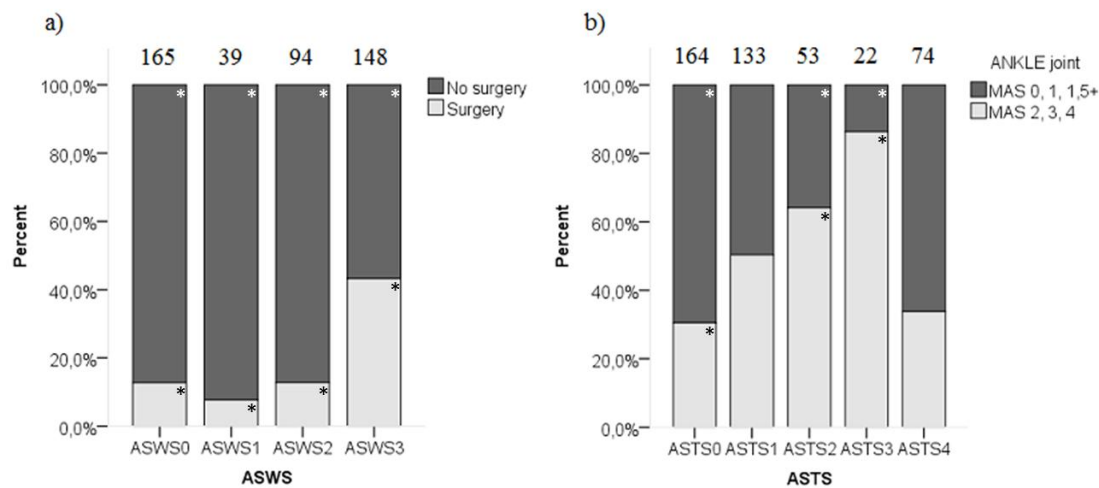 a)
165 39 94 148
No surgery
Surgery
100,0%
80,0%
60,0%
40,0%
20,0%
0,0%
Percent
ASWS0 ASWS1 ASWS2 ASWS3
ASWS
b)
164 133 53 22 74
ANKLE joint
MAS 0, 1, 1,5+
MAS 2, 3, 4
100,0%
80,0%
60,0%
40,0%
20,0%
0,0%
Percent
ASTS0 ASTS1 ASTS2 ASTS3 ASTS4
ASTS